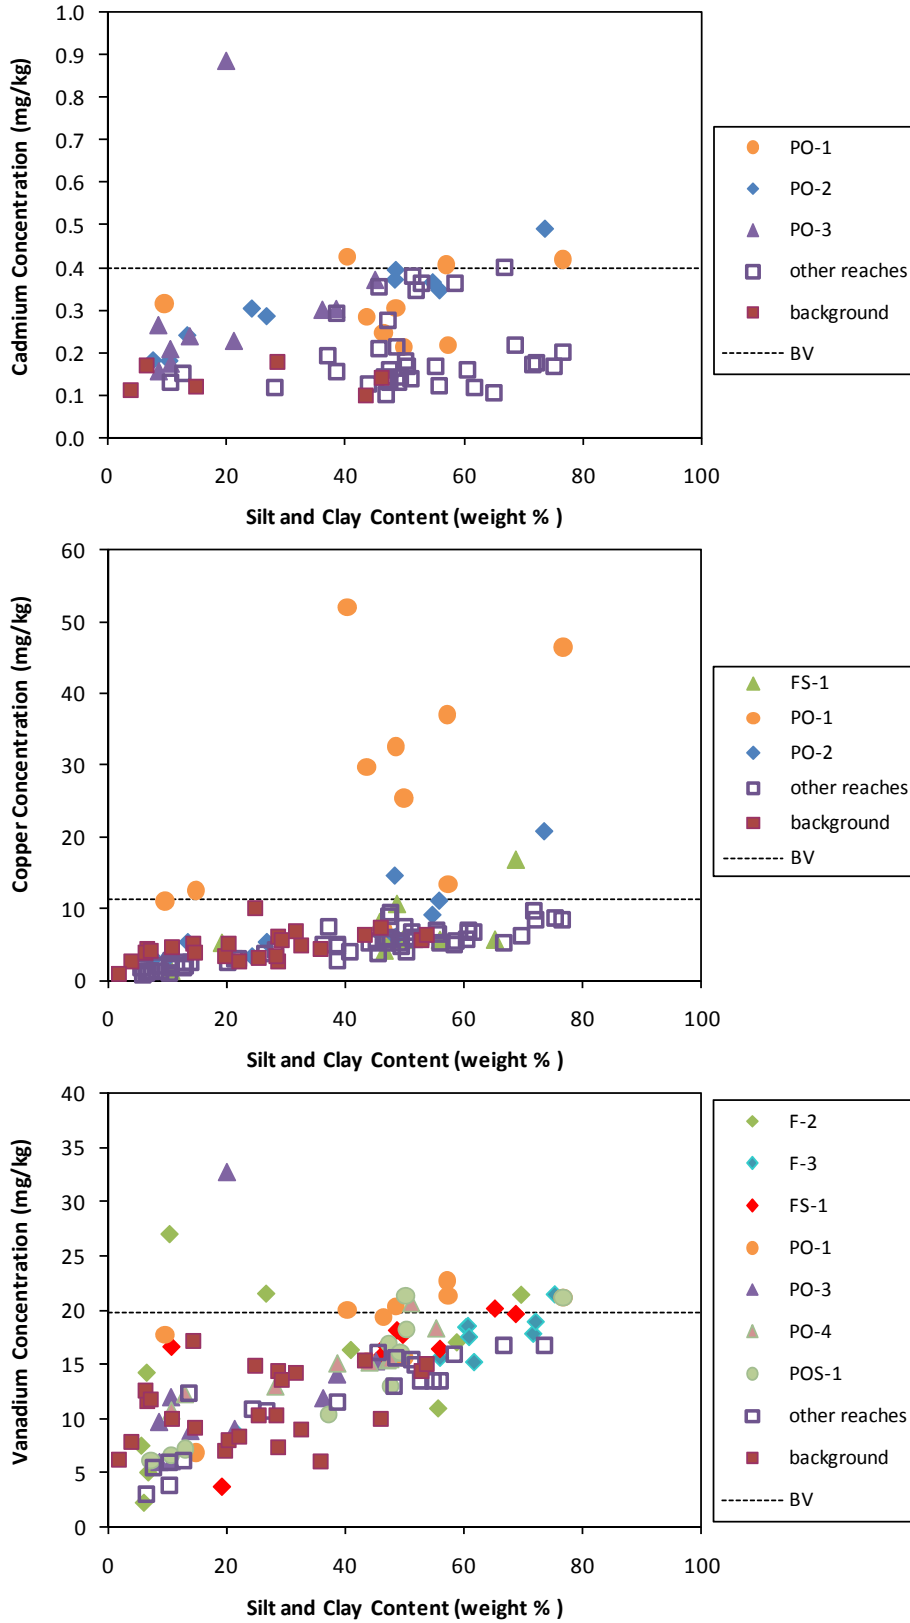 1.0
0.9
0.8
0.7
0.6
0.5
0.4
0.3
0.2
0.1
0.0
Cadmium Concentration (mg/kg)
0 20 40 60 80 100
Silt and Clay Content (weight % )
PO-1
PO-2
PO-3
other reaches
background
BV
60
50
40
30
20
10
0
Copper Concentration (mg/kg)
0 20 40 60 80 100
Silt and Clay Content (weight % )
FS-1
PO-1
PO-2
other reaches
background
BV
40
35
30
25
20
15
10
5
0
Vanadium Concentration (mg/kg)
0 20 40 60 80 100
Silt and Clay Content (weight % )
F-2
F-3
FS-1
PO-1
PO-3
PO-4
POS-1
other reaches
background
BV